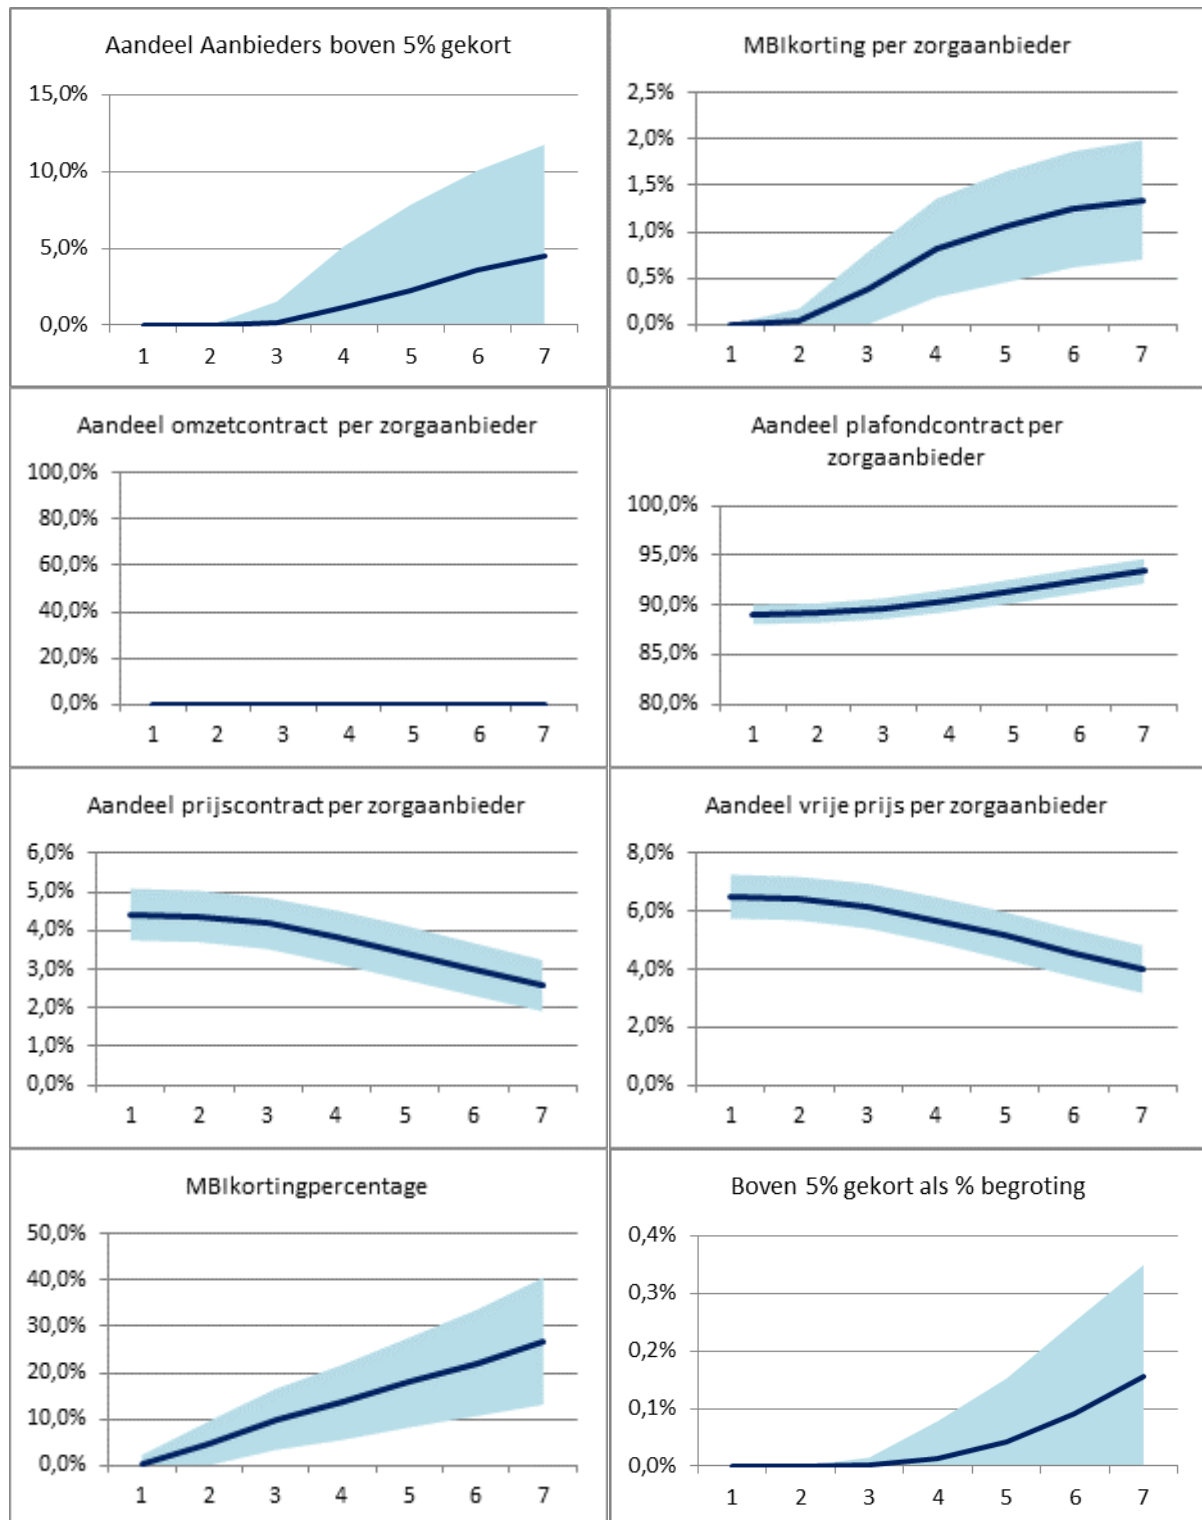 Aandeel Aanbieders boven 5% gekort
15,0%
10,0%
5,0%
0,0%
1 2 3 4 5 6 7
MBIkorting per zorgaanbieder
2,5%
2,0%
1,5%
1,0%
0,5%
0,0%
1 2 3 4 5 6 7
Aandeel omzetcontract per zorgaanbieder
100,0%
80,0%
60,0%
40,0%
20,0%
0,0%
1 2 3 4 5 6 7
Aandeel plafondcontract per
zorgaanbieder
100,0%
95,0%
90,0%
85,0%
80,0%
1 2 3 4 5 6 7
Aandeel prijscontract per zorgaanbieder
6,0%
5,0%
4,0%
3,0%
2,0%
1,0%
0,0%
1 2 3 4 5 6 7
Aandeel vrije prijs per zorgaanbieder
8,0%
6,0%
4,0%
2,0%
0,0%
1 2 3 4 5 6 7
MBIkortingpercentage
50,0%
40,0%
30,0%
20,0%
10,0%
0,0%
1 2 3 4 5 6 7
Boven 5% gekort als % begroting
0,4%
0,3%
0,2%
0,1%
0,0%
1 2 3 4 5 6 7